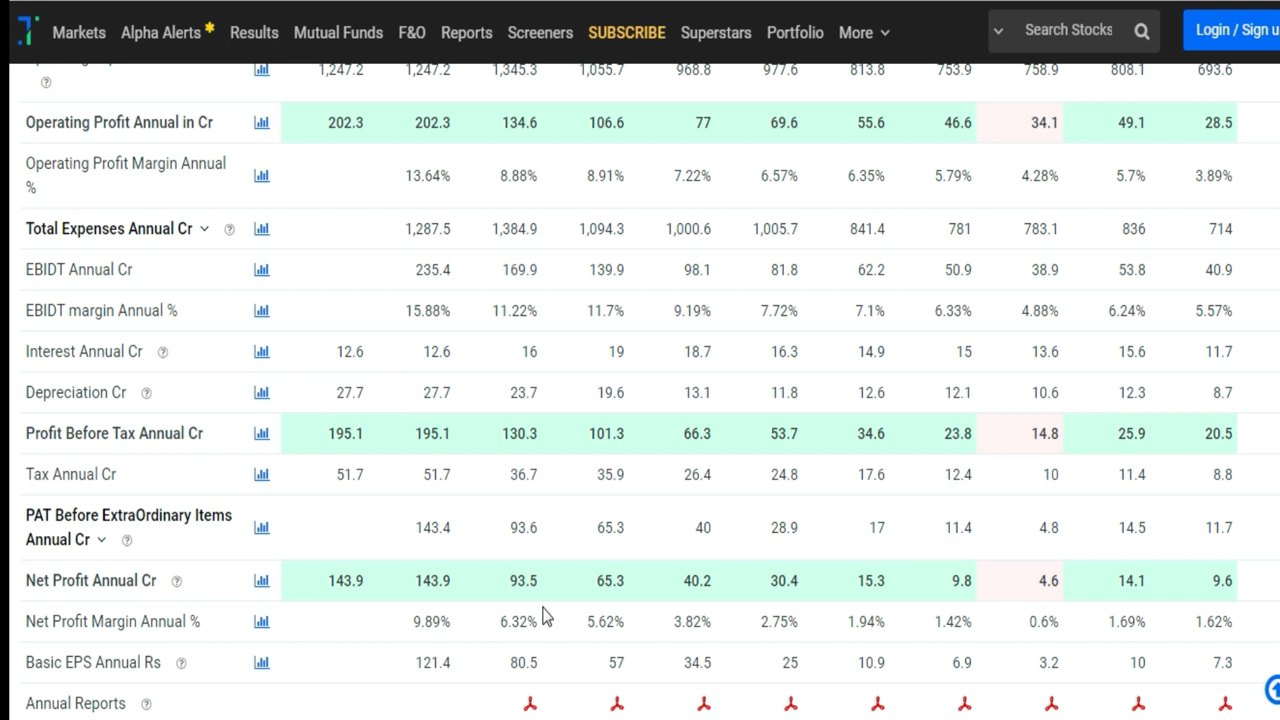 Markets Alpha Alerts Results Mutual Funds F&O Reports Screeners SUBSCRIBE Superstars Portfolio More Search Stocks Login / Sign u
1,247.2 1,247.2 1,345.3 1,055.7 968.8 977.6 813.8 753.9 758.9 808.1 693.6
Operating Profit Annual in Cr 202.3 202.3 134.6 106.6 77 69.6 55.6 46.6 34.1 49.1 28.5
Operating Profit Margin Annual
% 13.64% 8.88% 8.91% 7.22% 6.57% 6.35% 5.79% 4.28% 5.7% 3.89%
Total Expenses Annual Cr 1,287.5 1,384.9 1,094.3 1,000.6 1,005.7 841.4 781 783.1 836 714
EBIDT Annual Cr 235.4 169.9 139.9 98.1 81.8 62.2 50.9 38.9 53.8 40.9
EBIDT margin Annual % 15.88% 11.22% 11.7% 9.19% 7.72% 7.1% 6.33% 4.88% 6.24% 5.57%
Interest Annual Cr 12.6 12.6 16 19 18.7 16.3 14.9 15 13.6 15.6 11.7
Depreciation Cr 27.7 27.7 23.7 19.6 13.1 11.8 12.6 12.1 10.6 12.3 8.7
Profit Before Tax Annual Cr 195.1 195.1 130.3 101.3 66.3 53.7 34.6 23.8 14.8 25.9 20.5
Tax Annual Cr 51.7 51.7 36.7 35.9 26.4 24.8 17.6 12.4 10 11.4 8.8
PAT Before ExtraOrdinary Items
Annual Cr 143.4 93.6 65.3 40 28.9 17 11.4 4.8 14.5 11.7
Net Profit Annual Cr 143.9 143.9 93.5 65.3 40.2 30.4 15.3 9.8 4.6 14.1 9.6
Net Profit Margin Annual % 9.89% 6.32% 5.62% 3.82% 2.75% 1.94% 1.42% 0.6% 1.69% 1.62%
Basic EPS Annual Rs 121.4 80.5 57 34.5 25 10.9 6.9 3.2 10 7.3
Annual Reports